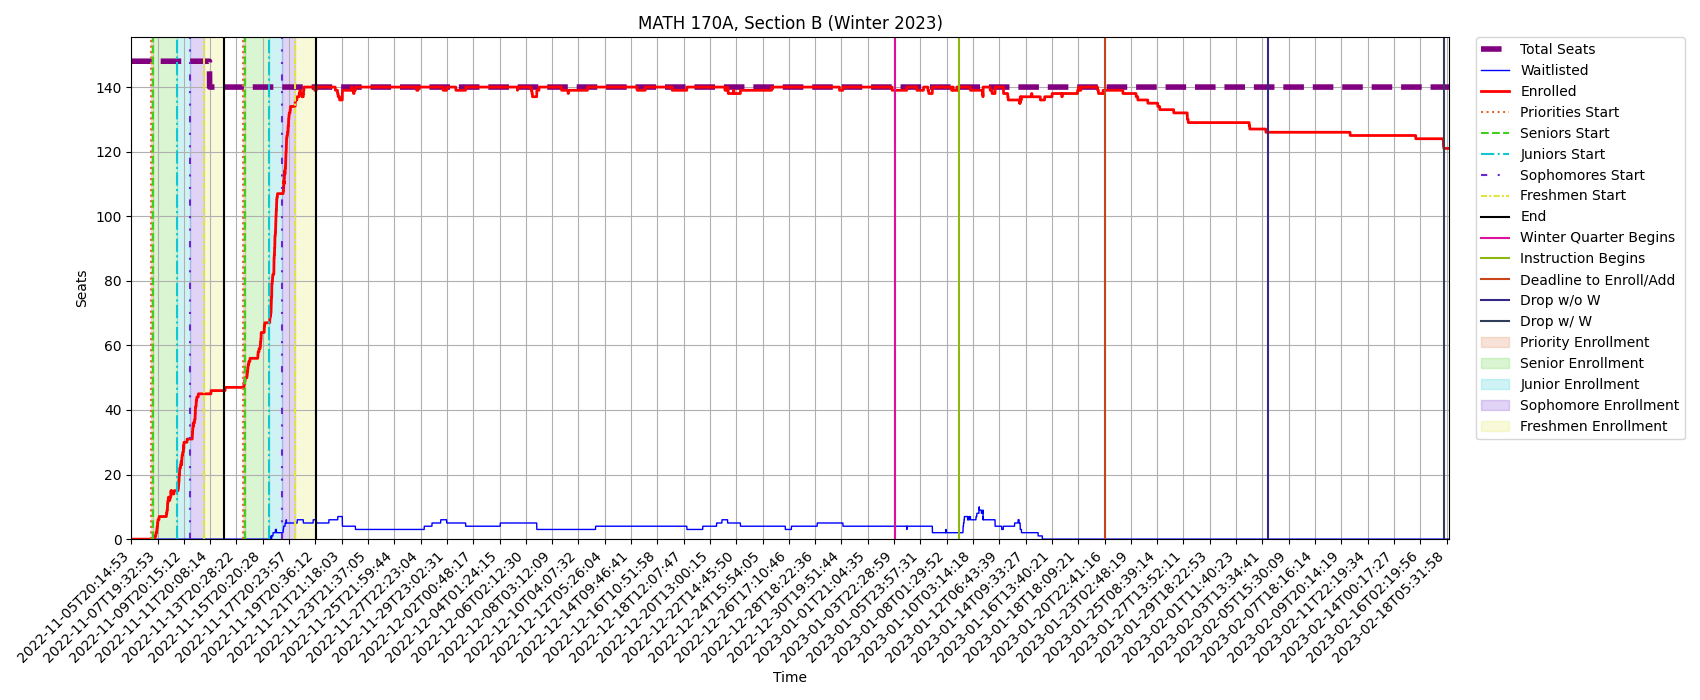 MATH 170A, Section B (Winter 2023)
Seats
140
120
100
80
60
40
20
0
2022-11-05T20:14:53
2022-11-07T19:32:53
2022-11-09T20:15:12
2022-11-11T20:08:14
2022-11-13T20:28:22
2022-11-15T20:20:28
2022-11-17T20:23:57
2022-11-19T20:36:12
2022-11-21T21:18:03
2022-11-23T21:37:05
2022-11-25T21:59:44
2022-11-27T22:23:04
2022-11-29T23:02:31
2022-12-02T00:48:17
2022-12-04T01:24:15
2022-12-06T02:12:30
2022-12-08T03:12:09
2022-12-10T04:07:32
2022-12-12T05:26:04
2022-12-14T09:46:41
2022-12-16T10:51:58
2022-12-18T12:07:47
2022-12-20T13:00:15
2022-12-22T14:45:50
2022-12-24T15:54:05
2022-12-26T17:10:46
2022-12-28T18:22:36
2022-12-30T19:51:44
2023-01-01T21:04:35
2023-01-03T22:28:59
2023-01-05T23:57:31
2023-01-08T01:29:52
2023-01-10T03:14:18
2023-01-12T06:43:39
2023-01-14T09:33:27
2023-01-16T13:40:21
2023-01-18T18:09:21
2023-01-20T22:41:16
2023-01-23T02:48:19
2023-01-25T08:39:14
2023-01-27T13:52:11
2023-01-29T18:22:53
2023-02-01T11:40:23
2023-02-03T13:34:41
2023-02-05T15:30:09
2023-02-07T18:16:14
2023-02-09T20:14:19
2023-02-11T22:19:34
2023-02-14T00:17:27
2023-02-16T02:19:56
2023-02-18T05:31:58
Time
Total Seats
Waitlisted
Enrolled
Priorities Start
Seniors Start
Juniors Start
Sophomores Start
Freshmen Start
End
Winter Quarter Begins
Instruction Begins
Deadline to Enroll/Add
Drop w/o W
Drop w/ W
Priority Enrollment
Senior Enrollment
Junior Enrollment
Sophomore Enrollment
Freshmen Enrollment